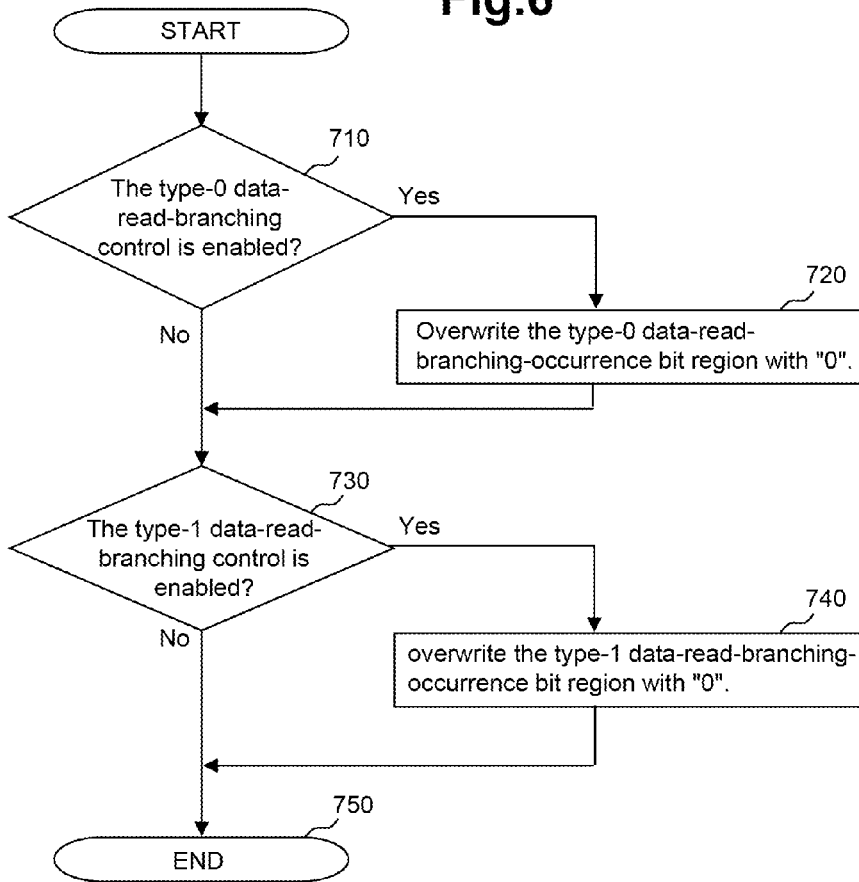 Fig.6
START
710
The type-0 data-
read-branching
control is enabled?
Yes
No
720
Overwrite the type-0 data-read-
branching-occurrence bit region with "0".
730
The type-1 data-read-
branching control is
enabled?
Yes
No
740
overwrite the type-1 data-read-branching-
occurrence bit region with "0".
750
END